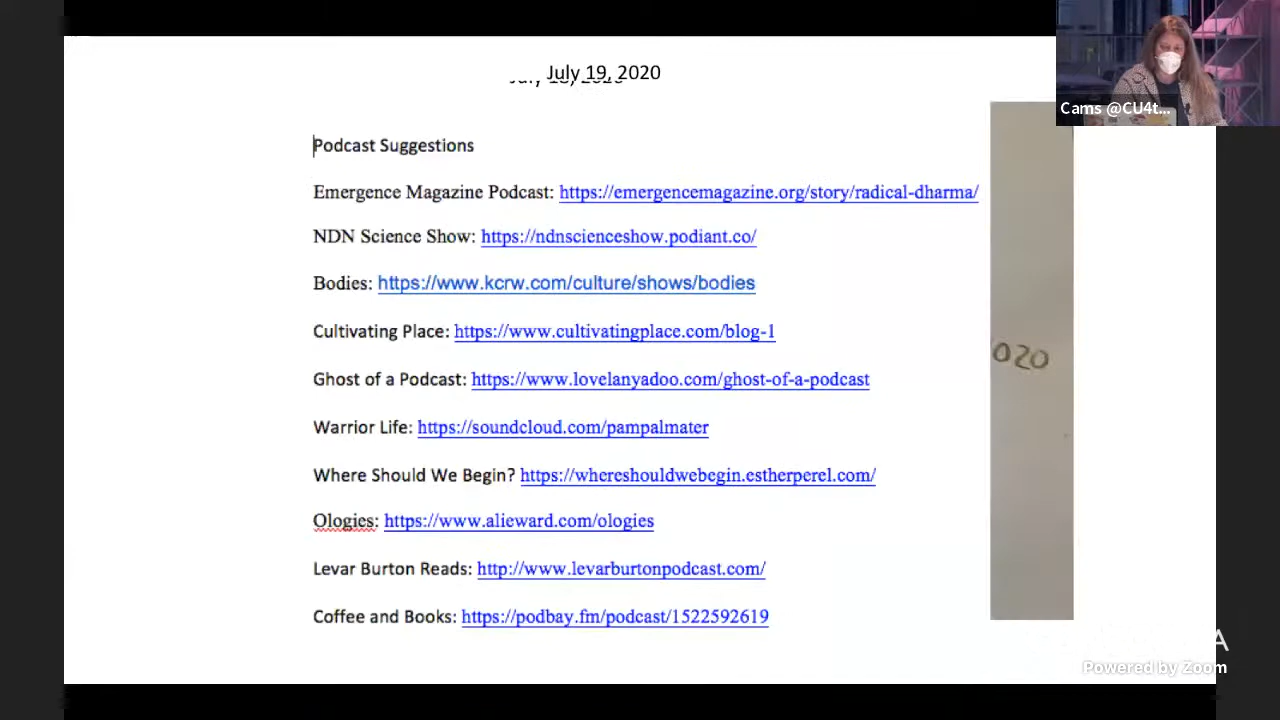 July 19, 2020
Cams @CU4t...
Podcast Suggestions
Emergence Magazine Podcast: https://emergencemagazine.org/story/radical-dharma/
NDN Science Show: https://ndnscienceshow.podiant.co/
Bodies: https://www.kcrw.com/culture/shows/bodies
Cultivating Place: https://www.cultivatingplace.com/blog-1
Ghost of a Podcast: https://www.lovelanyadoo.com/ghost-of-a-podcast
020
Warrior Life: https://soundcloud.com/pampalmater
Where Should We Begin? https://whereshouldwebegin.estherperel.com/
Ologies: https://www.alieward.com/ologies
Levar Burton Reads: http://www.levarburtonpodcast.com/
Coffee and Books: https://podbay.fm/podcast/1522592619
A
Powered by Zoom